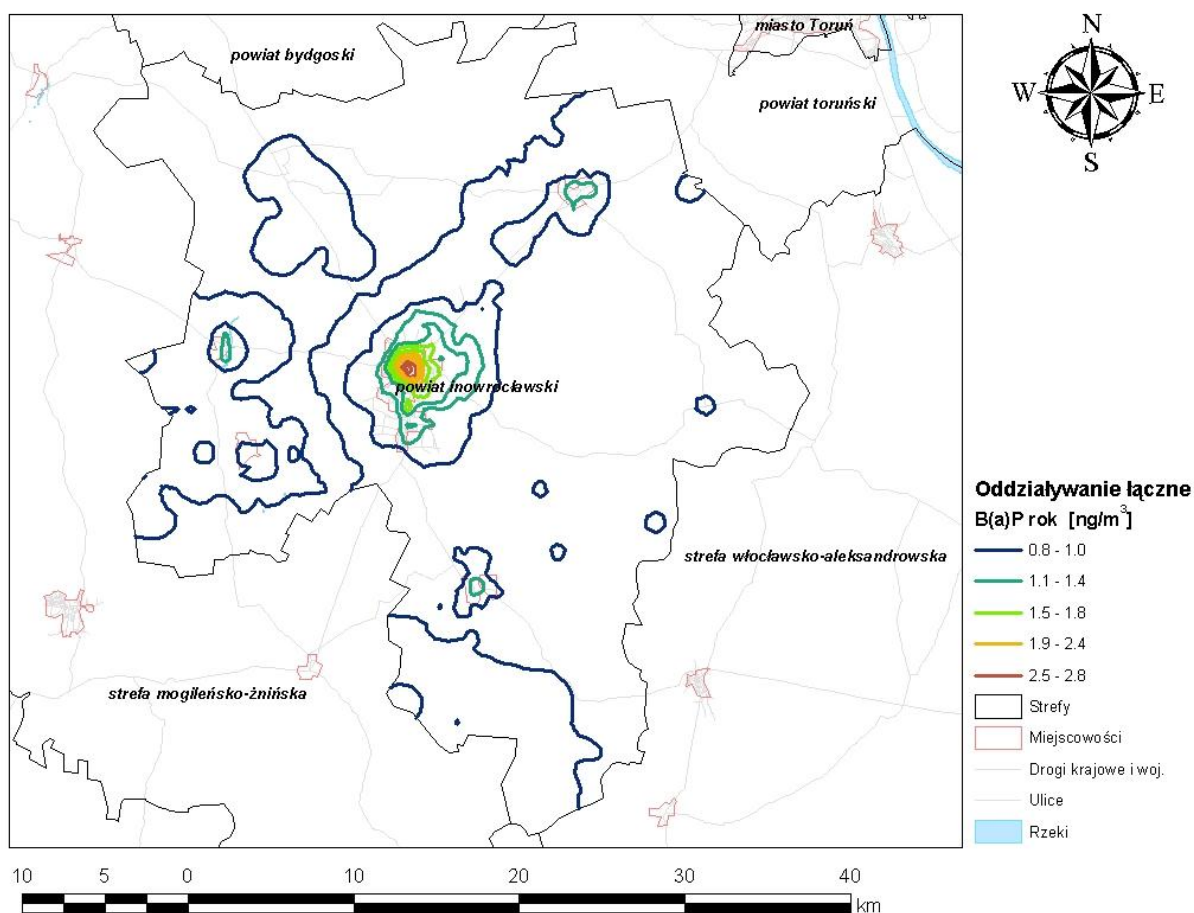 miasto Toruń
powiat bydgoski
powiat toruński
powiat inowrocławski
strefa włocławsko-aleksandrowska
strefa mogileńsko-żnińska
N
W
E
S
Oddziaływanie łączne
B(a)P rok [ng/m³]
0.8 - 1.0
1.1 - 1.4
1.5 - 1.8
1.9 - 2.4
2.5 - 2.8
Strefy
Miejscowości
Drogi krajowe i woj.
Ulice
Rzeki
10 5 0 10 20 30 40
km